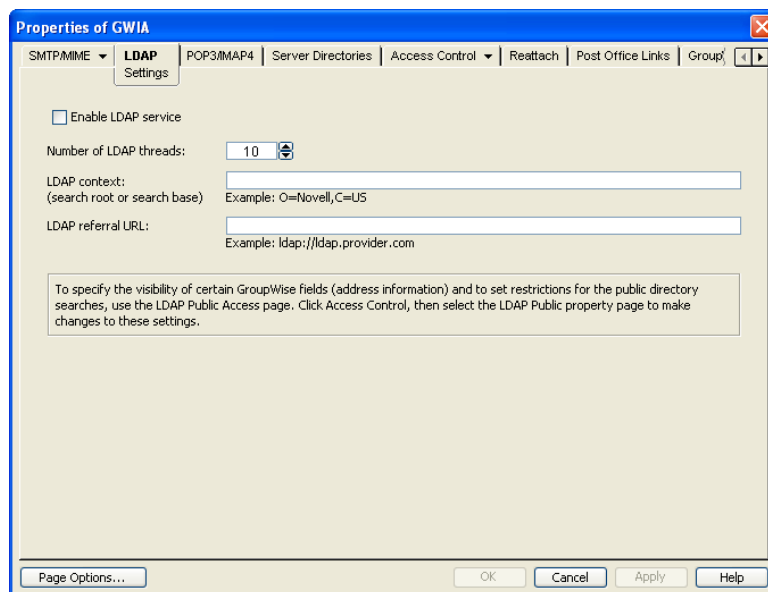 Properties of GWIA
SMTP/MIME LDAP POP3/IMAP4 Server Directories Access Control Reattach Post Office Links Group
Settings
Enable LDAP service
Number of LDAP threads: 10
LDAP context:
(search root or search base) Example: O=Novell,C=US
LDAP referral URL:
Example: ldap://ldap.provider.com
To specify the visibility of certain GroupWise fields (address information) and to set restrictions for the public directory
searches, use the LDAP Public Access page. Click Access Control, then select the LDAP Public property page to make
changes to these settings.
Page Options... OK Cancel Apply Help